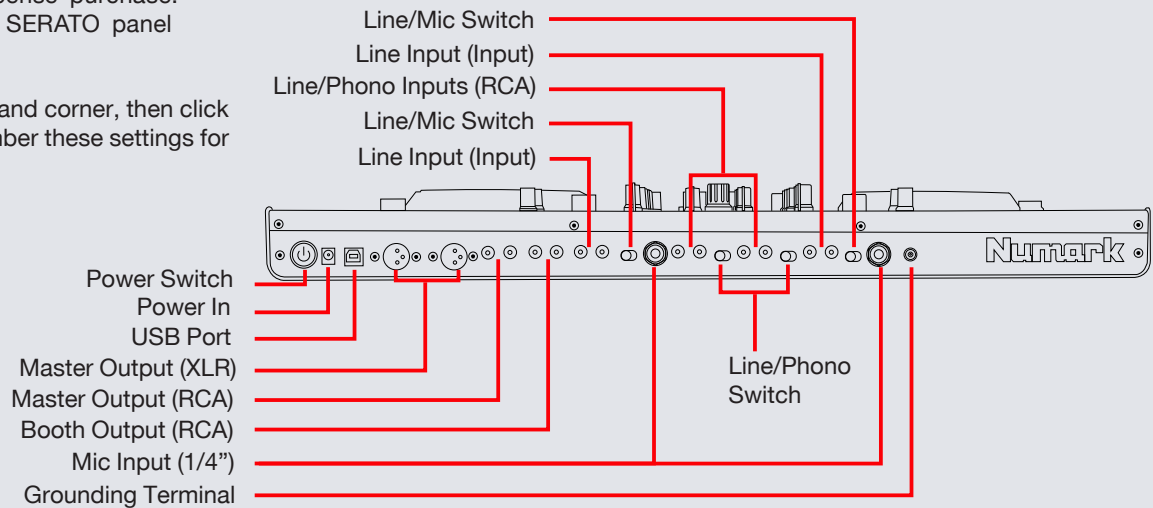 purchase.
SERATO panel
and corner, then click
these settings for
Line/Mic Switch
Line Input (Input)
Line/Phono Inputs (RCA)
Line/Mic Switch
Line Input (Input)
Numark
Power Switch
Power In
USB Port
Master Output (XLR)
Master Output (RCA)
Booth Output (RCA)
Mic Input (1/4”)
Grounding Terminal
Line/Phono
Switch